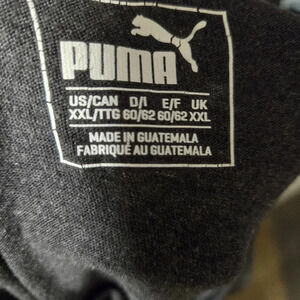 PUMA
US/CAN D/I E/F UK
XXL/TTG 60/62 60/62 XXL
MADE IN GUATEMALA
FABRIQUÉ AU GUATEMALA